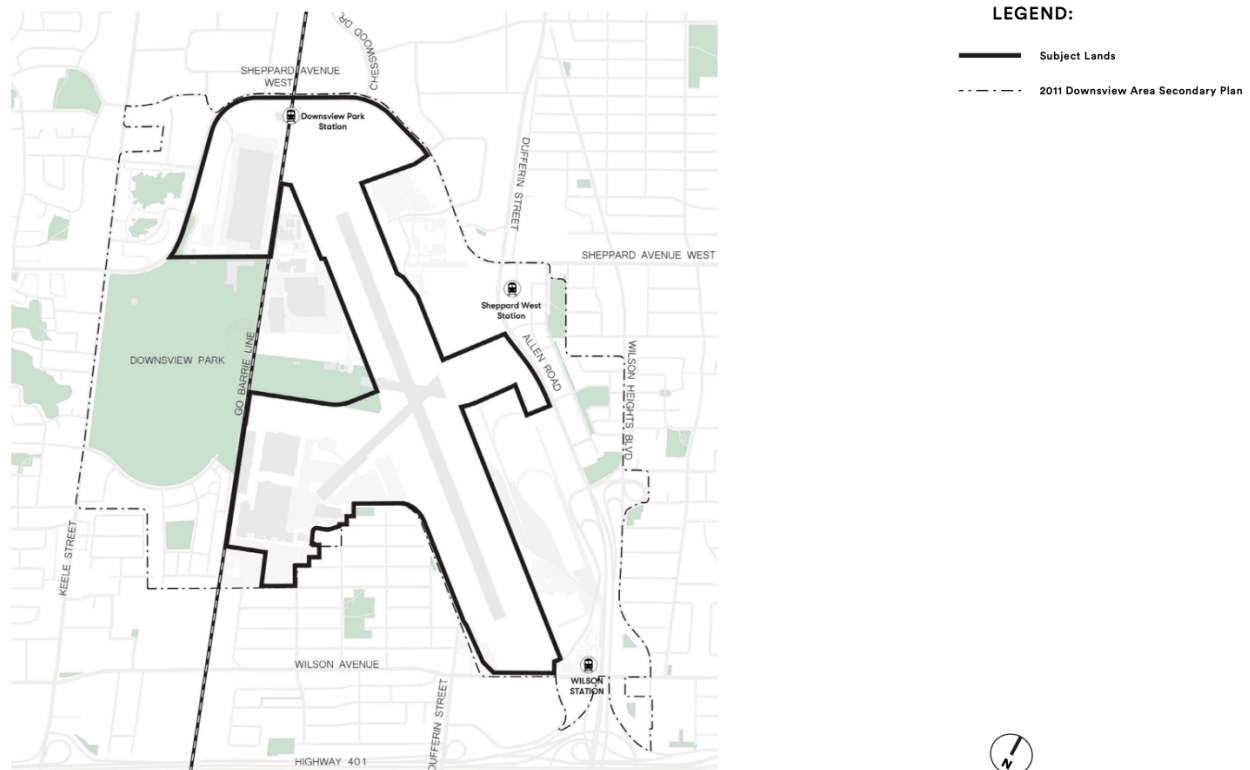 LEGEND:
Subject Lands
2011 Downsview Area Secondary Plan
CHESSWOOD DR.
SHEPPARD AVENUE
WEST
Downsview Park
Station
DUFFERIN STREET
SHEPPARD AVENUE WEST
Sheppard West
Station
ALLEN ROAD
DOWNSVIEW PARK
GO BARRIE LINE
WILSON HEIGHTS BLVD
KEELE STREET
WILSON AVENUE
WILSON
STATION
DUFFERIN STREET
HIGHWAY 401
N